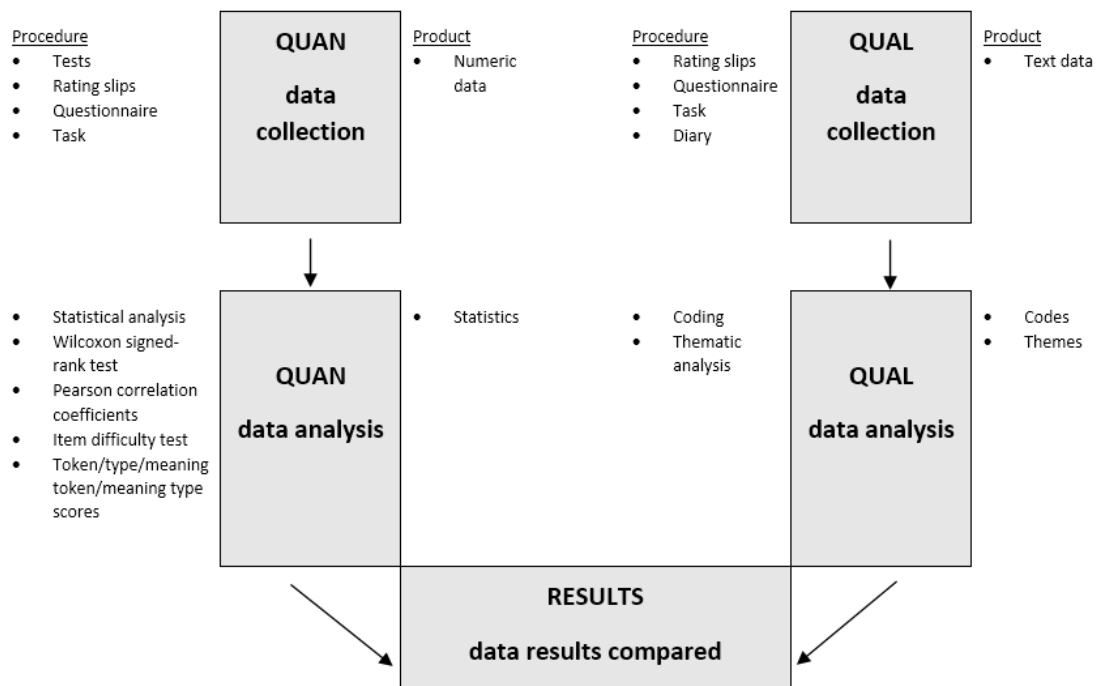 Procedure
• Tests
• Rating slips
• Questionnaire
• Task
QUAN
data
collection
Product
• Numeric
data
Procedure
• Rating slips
• Questionnaire
• Task
• Diary
QUAL
data
collection
Product
• Text data
• Statistical analysis
• Wilcoxon signed-
rank test
• Pearson correlation
coefficients
• Item difficulty test
• Token/type/meaning
token/meaning type
scores
QUAN
data analysis
• Statistics
• Coding
• Thematic
analysis
QUAL
data analysis
• Codes
• Themes
RESULTS
data results compared